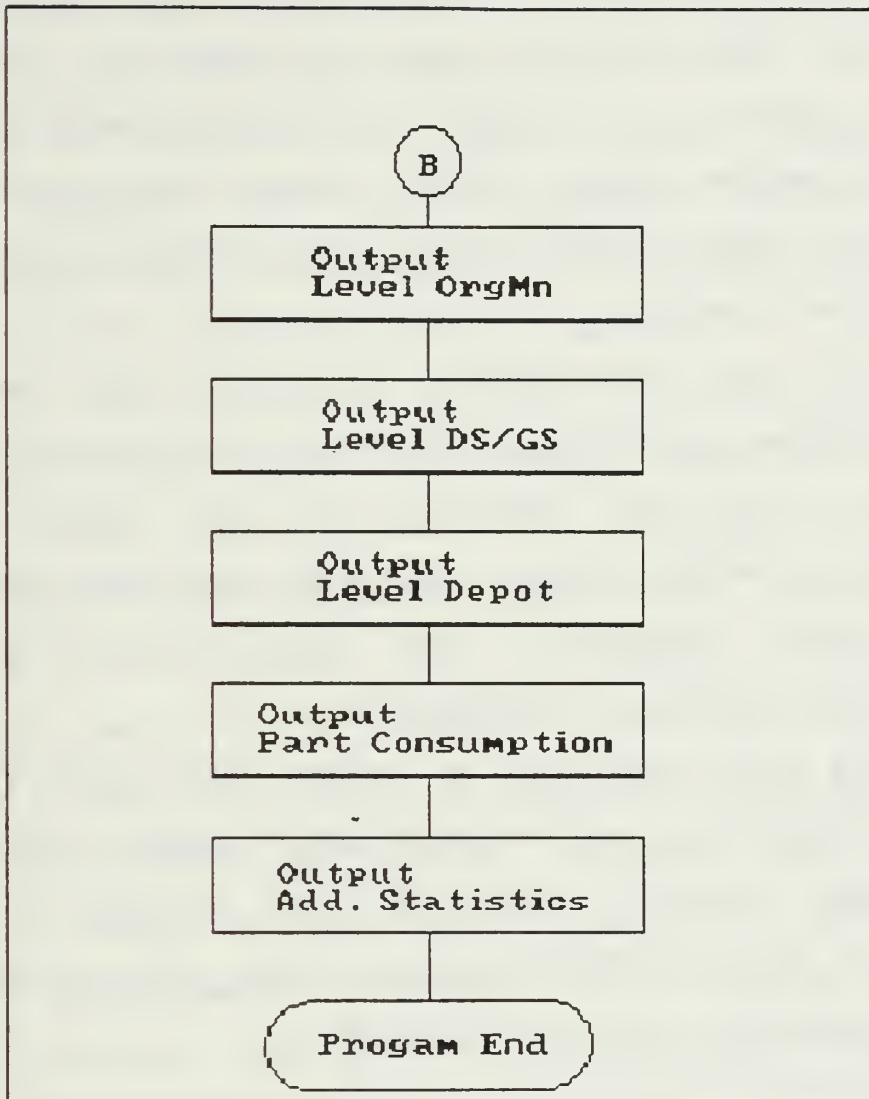 B
Output
Level OrgMn
Output
Level DS/GS
Output
Level Depot
Output
Part Consumption
Output
Add. Statistics
Progam End